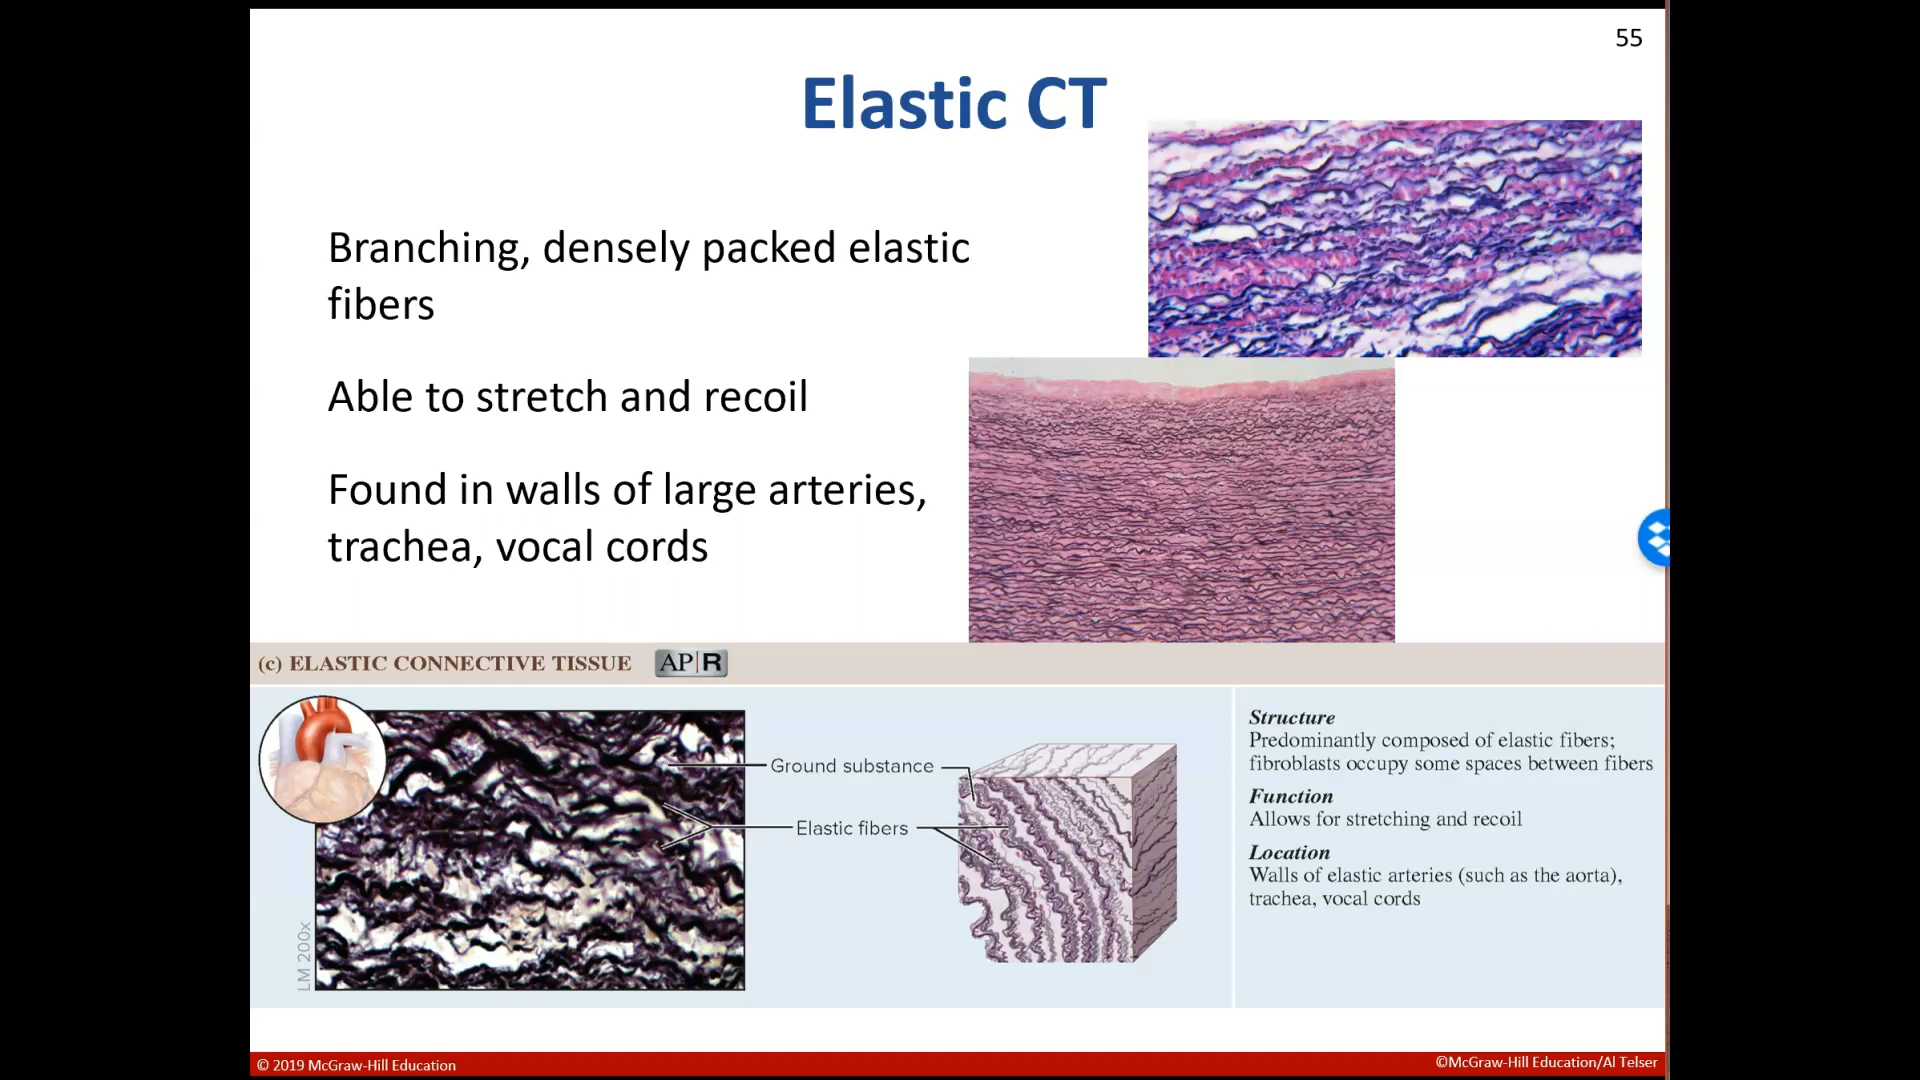 55
Elastic CT
Branching, densely packed elastic
fibers
Able to stretch and recoil
Found in walls of large arteries,
trachea, vocal cords
(c) ELASTIC CONNECTIVE TISSUE AP|R
LM 200x
Ground substance
Elastic fibers
Structure
Predominantly composed of elastic fibers;
fibroblasts occupy some spaces between fibers
Function
Allows for stretching and recoil
Location
Walls of elastic arteries (such as the aorta),
trachea, vocal cords
© 2019 McGraw-Hill Education
©McGraw-Hill Education/Al Telser